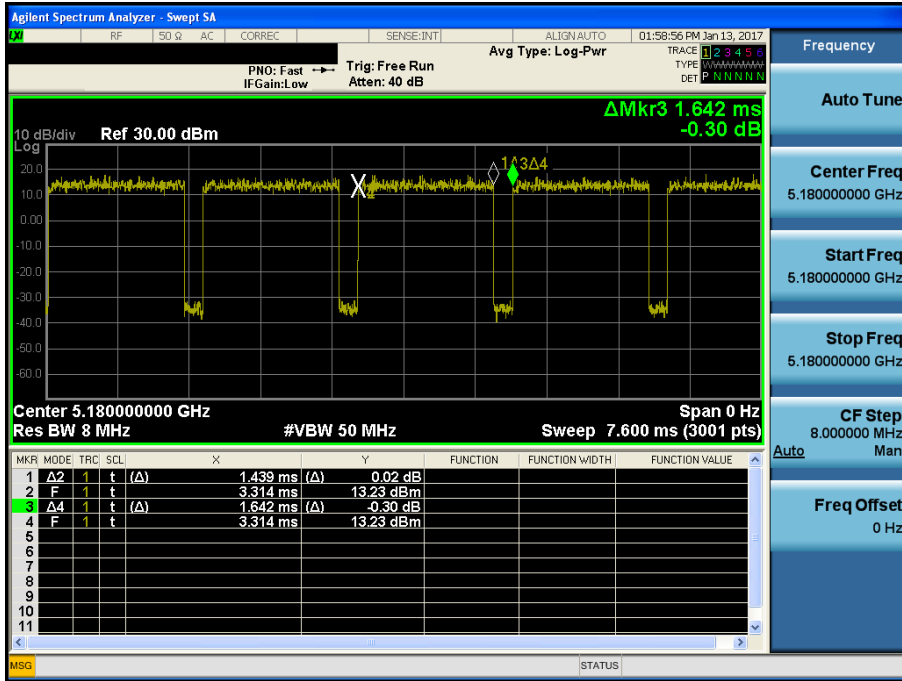 Agilent Spectrum Analyzer - Swept SA
LXI RF 50 Ω AC CORREC SENSE:INT ALIGN AUTO 01:58:56 PM Jan 13, 2017
Avg Type: Log-Pwr TRACE 1 2 3 4 5 6
PNO: Fast Trig: Free Run TYPE WWWWWW
IFGain:Low Atten: 40 dB DET P N N N N N
ΔMkr3 1.642 ms
-0.30 dB
10 dB/div Ref 30.00 dBm
Log
20.0
10.0
0.00
-10.0
-20.0
-30.0
-40.0
-50.0
-60.0
X 3Δ4
Center 5.180000000 GHz Span 0 Hz
Res BW 8 MHz #VBW 50 MHz Sweep 7.600 ms (3001 pts)
MKR MODE TRC SCL X Y FUNCTION FUNCTION WIDTH FUNCTION VALUE
1 Δ2 1 t (Δ) 1.439 ms (Δ) 0.02 dB
2 F 1 t 3.314 ms 13.23 dBm
3 Δ4 1 t (Δ) 1.642 ms (Δ) -0.30 dB
4 F 1 t 3.314 ms 13.23 dBm
5
6
7
8
9
10
11
MSG STATUS
Frequency
Auto Tune
Center Freq
5.180000000 GHz
Start Freq
5.180000000 GHz
Stop Freq
5.180000000 GHz
CF Step
8.000000 MHz
Auto Man
Freq Offset
0 Hz